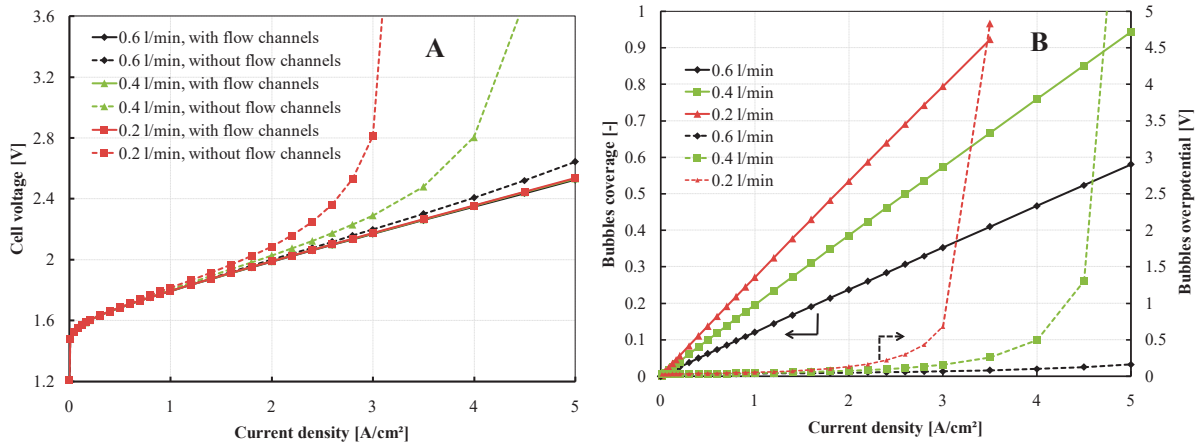 A
Cell voltage [V]
3.6
3.2
2.8
2.4
2
1.6
1.2
0.6 l/min, with flow channels
0.6 l/min, without flow channels
0.4 l/min, with flow channels
0.4 l/min, without flow channels
0.2 l/min, with flow channels
0.2 l/min, without flow channels
0 1 2 3 4 5
Current density [A/cm²]
B
Bubbles coverage [-]
1
0.9
0.8
0.7
0.6
0.5
0.4
0.3
0.2
0.1
0
0.6 l/min
0.4 l/min
0.2 l/min
0.6 l/min
0.4 l/min
0.2 l/min
5
4.5
4
3.5
3
2.5
2
1.5
1
0.5
0
Bubbles overpotential [V]
0 1 2 3 4 5
Current density [A/cm²]